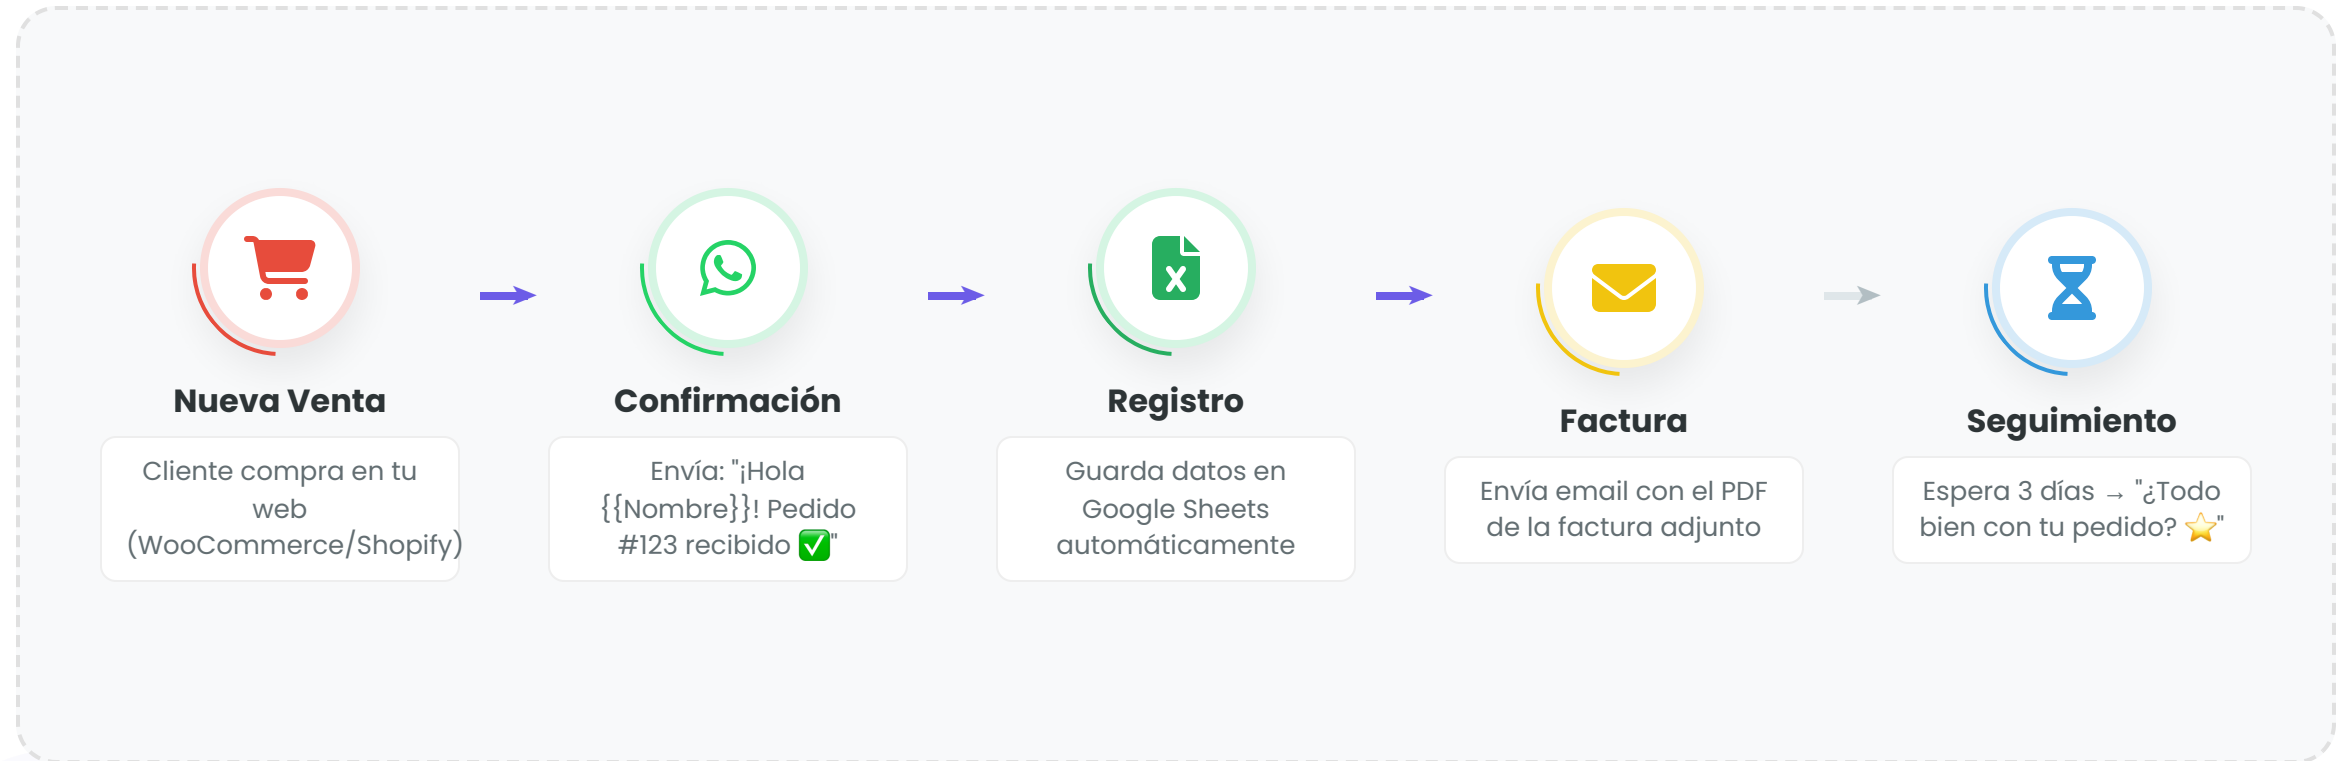 Nueva Venta
Cliente compra en tu
web
(WooCommerce/Shopify)
Confirmación
Envía: "¡Hola
{{Nombre}}! Pedido
#123 recibido ✅"
Registro
Guarda datos en
Google Sheets
automáticamente
Factura
Envía email con el PDF
de la factura adjunto
Seguimiento
Espera 3 días → "¿Todo
bien con tu pedido? ⭐"